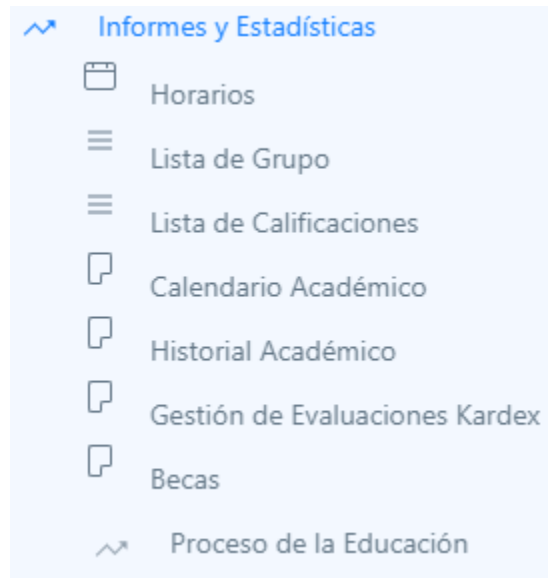 Informes y Estadísticas
Horarios
Lista de Grupo
Lista de Calificaciones
Calendario Académico
Historial Académico
Gestión de Evaluaciones Kardex
Becas
Proceso de la Educación